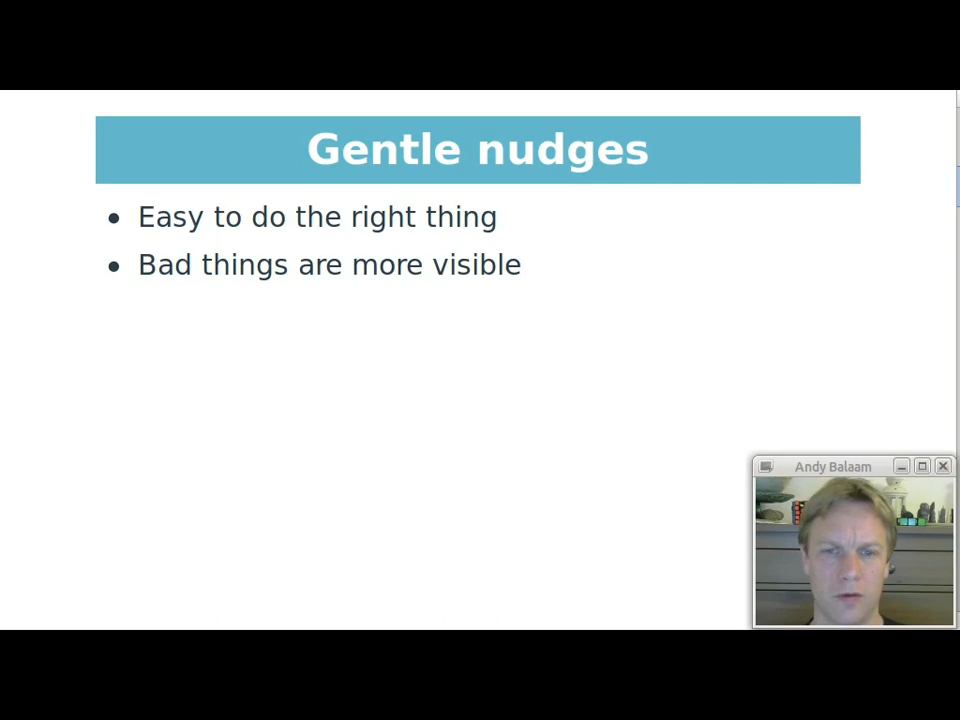 Gentle nudges
• Easy to do the right thing
• Bad things are more visible
Andy Balaam